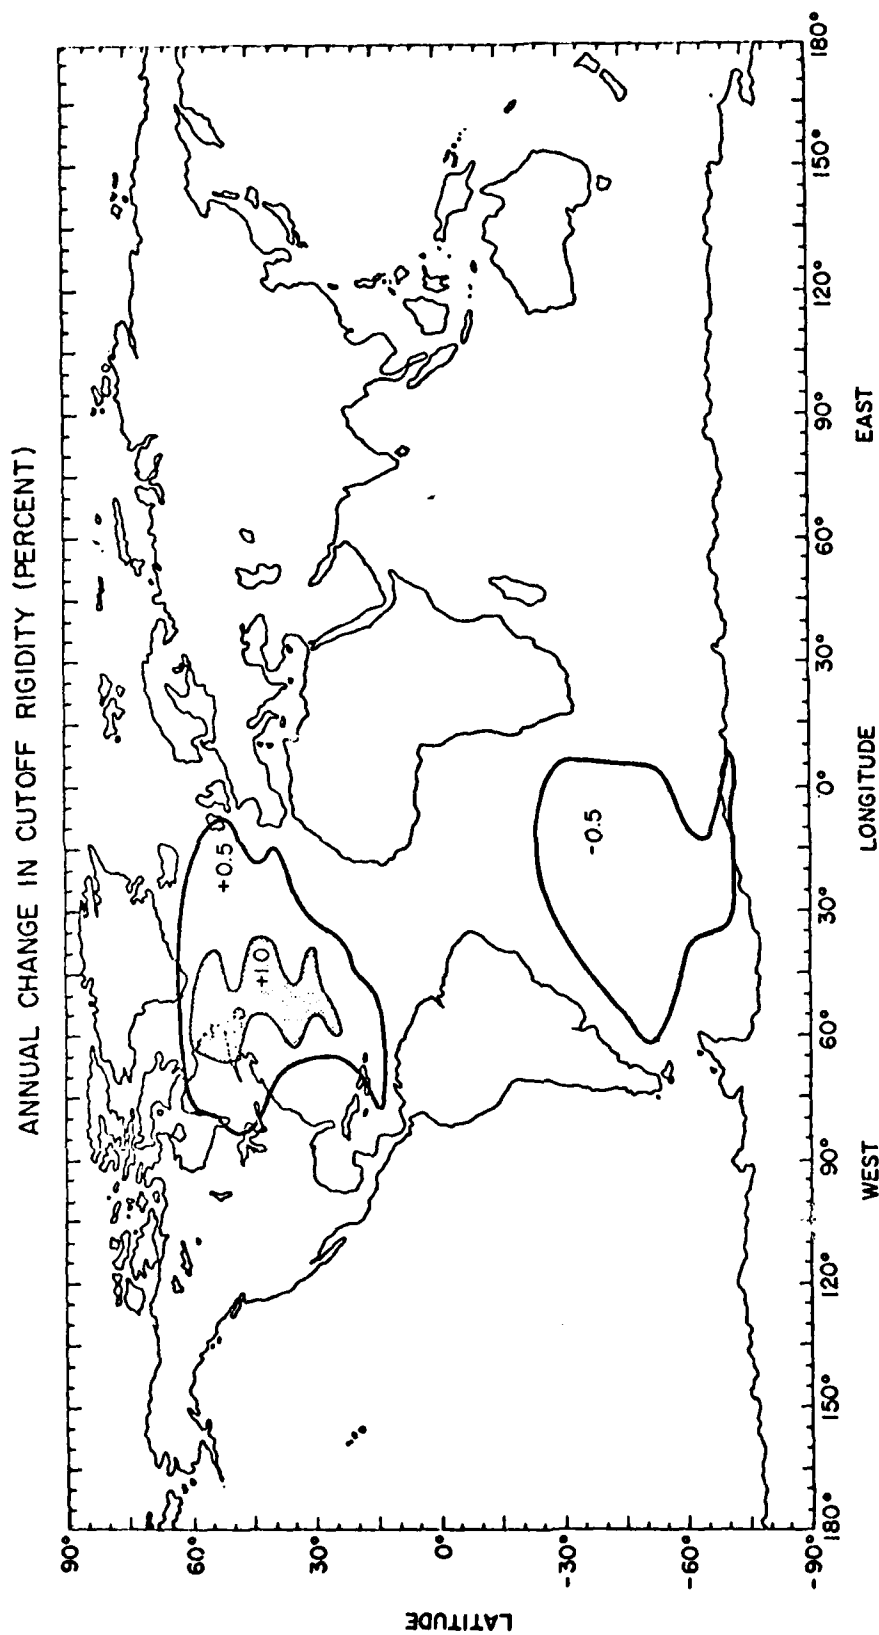 ANNUAL CHANGE IN CUTOFF RIGIDITY (PERCENT)
90°
60°
30°
0°
-30°
-60°
-90°
LATITUDE
+0.5
+1.0
-0.5
180° 150° 120° 90° 60° 30° 0° 30° 60° 90° 120° 150° 180°
WEST LONGITUDE EAST